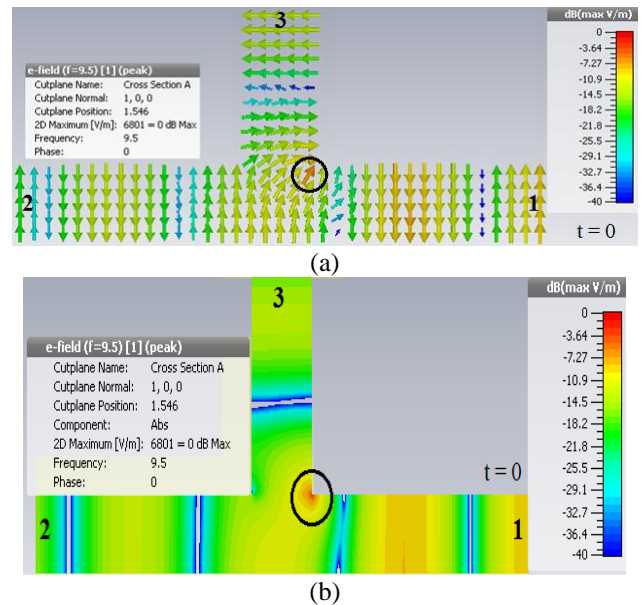 3
dB(max V/m)
0
-3.64
-7.27
-10.9
-14.5
-18.2
-21.8
-25.5
-29.1
-32.7
-36.4
-40
e-field (f=9.5) [1] (peak)
Cutplane Name: Cross Section A
Cutplane Normal: 1, 0, 0
Cutplane Position: 1.546
2D Maximum [V/m]: 6801 = 0 dB Max
Frequency: 9.5
Phase: 0
2
1
t = 0
(a)
3
dB(max V/m)
0
-3.64
-7.27
-10.9
-14.5
-18.2
-21.8
-25.5
-29.1
-32.7
-36.4
-40
e-field (f=9.5) [1] (peak)
Cutplane Name: Cross Section A
Cutplane Normal: 1, 0, 0
Cutplane Position: 1.546
Component: Abs
2D Maximum [V/m]: 6801 = 0 dB Max
Frequency: 9.5
Phase: 0
t = 0
2
1
(b)